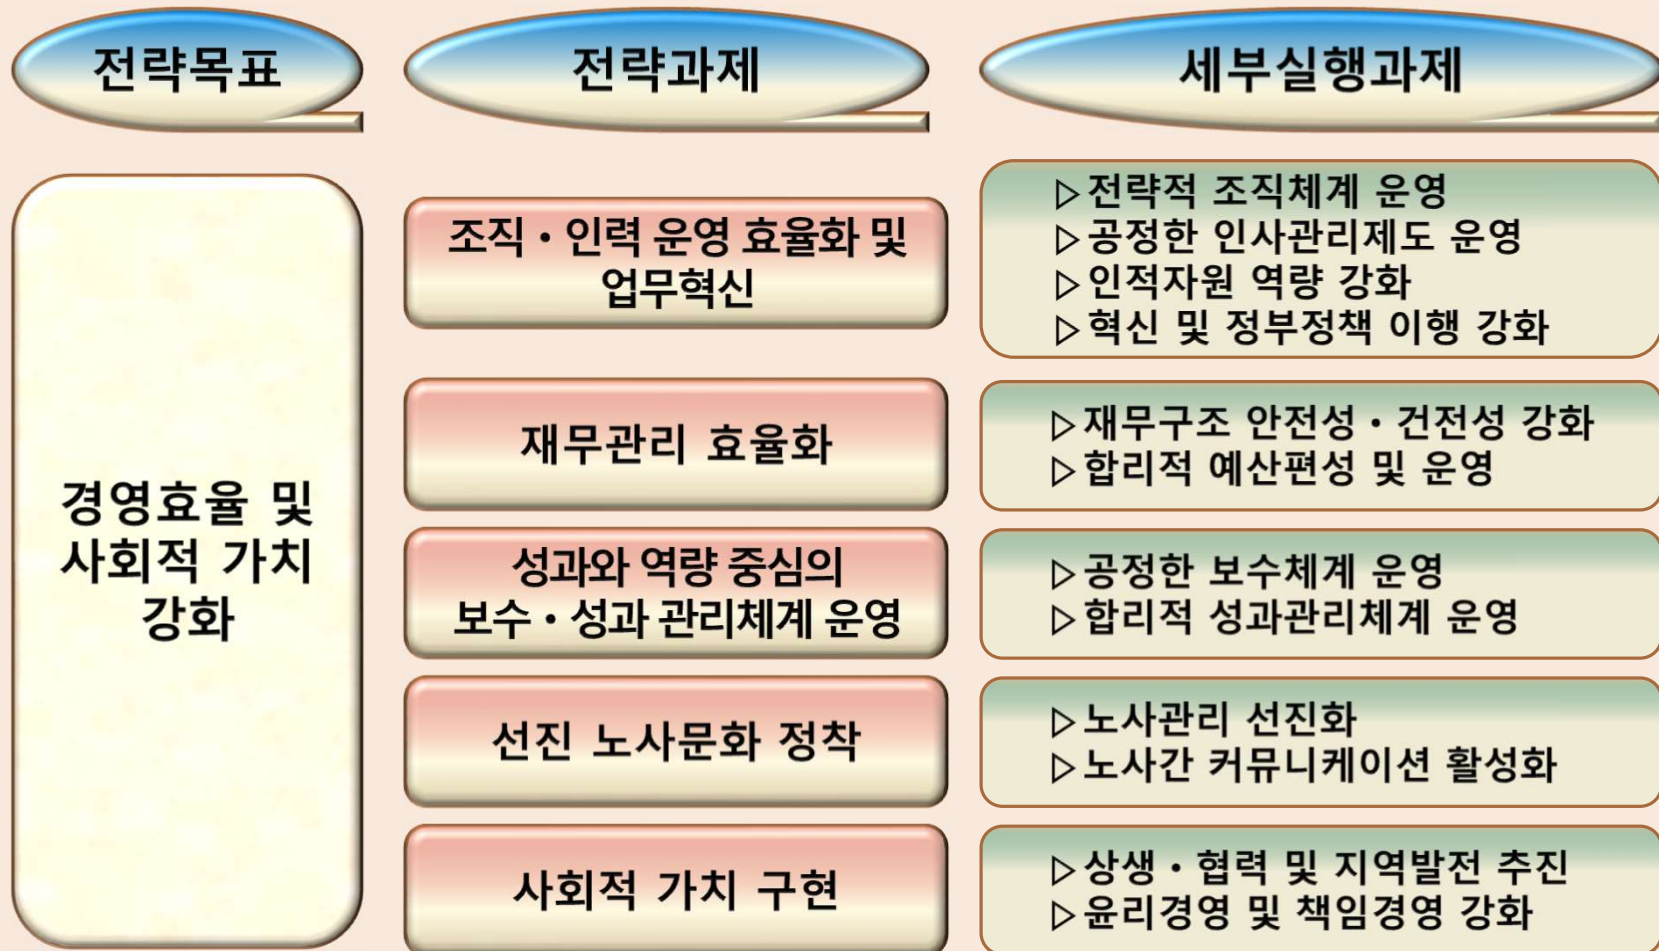 전략목표
전략과제
세부실행과제
경영효율 및
사회적 가치
강화
조직・인력 운영 효율화 및
업무혁신
▷전략적 조직체계 운영
▷공정한 인사관리제도 운영
▷인적자원 역량 강화
▷혁신 및 정부정책 이행 강화
재무관리 효율화
▷재무구조 안전성・건전성 강화
▷합리적 예산편성 및 운영
성과와 역량 중심의
보수・성과 관리체계 운영
▷공정한 보수체계 운영
▷합리적 성과관리체계 운영
선진 노사문화 정착
▷노사관리 선진화
▷노사간 커뮤니케이션 활성화
사회적 가치 구현
▷상생・협력 및 지역발전 추진
▷윤리경영 및 책임경영 강화